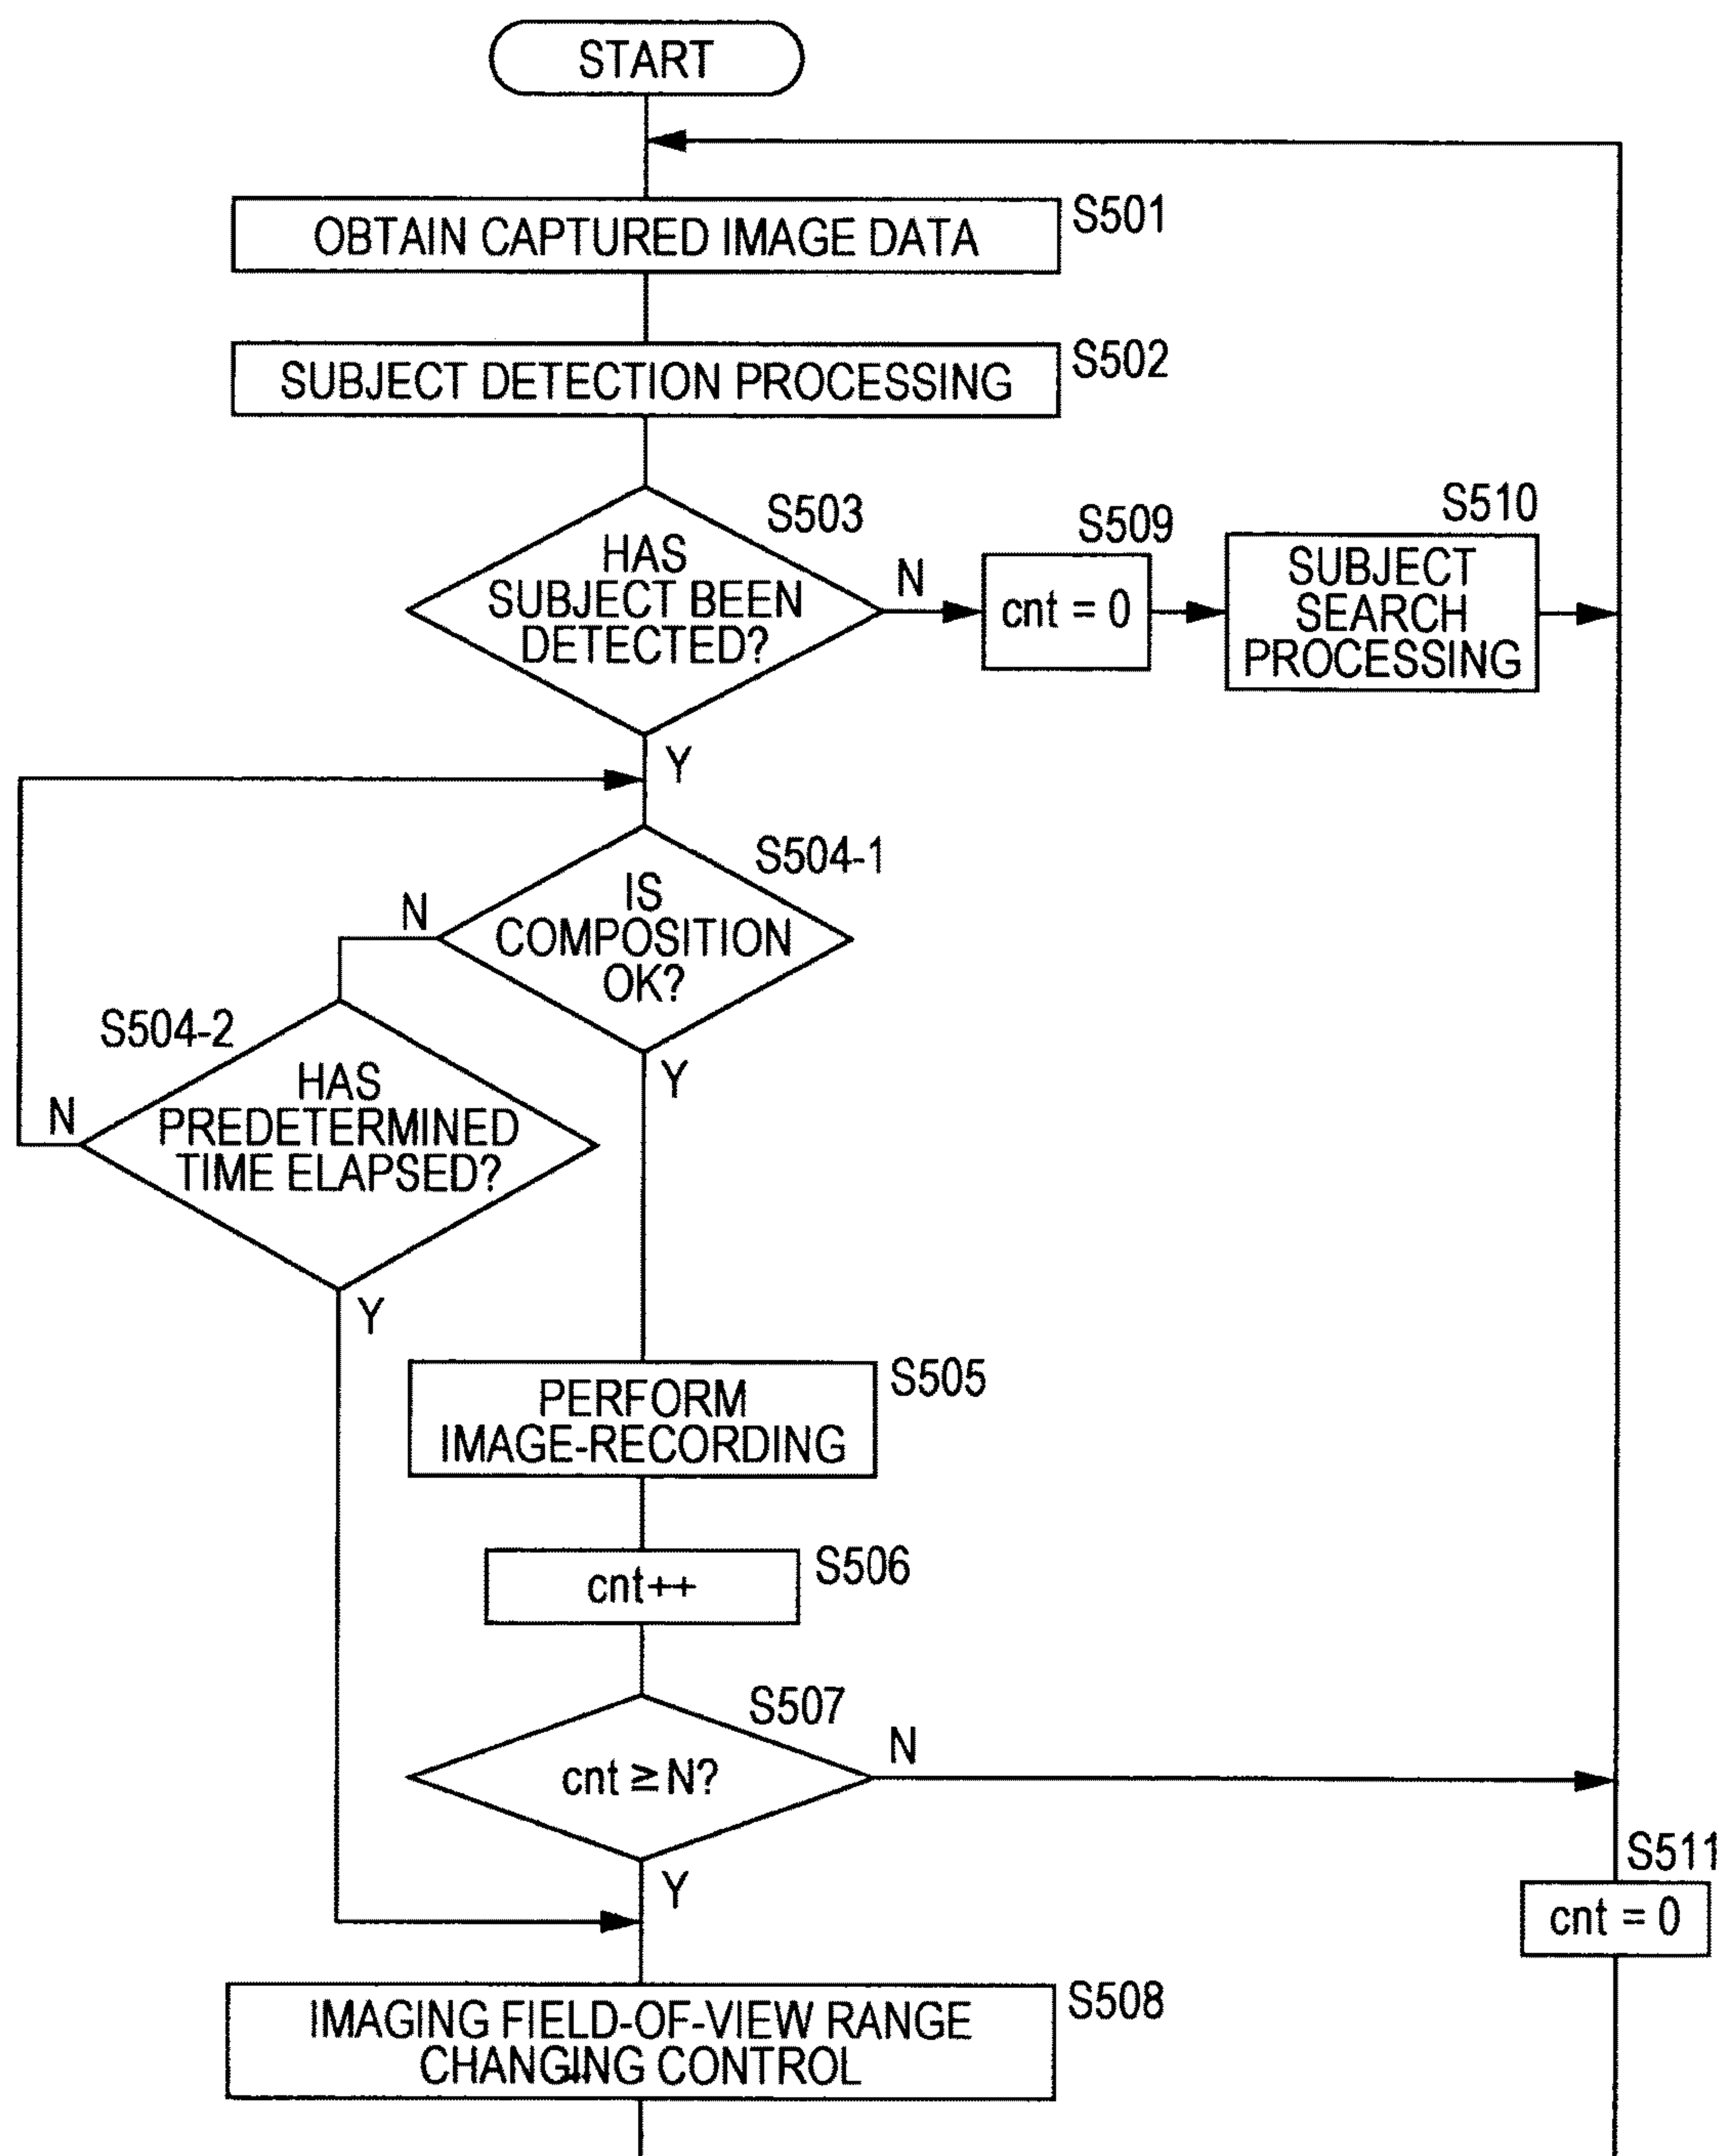 START
OBTAIN CAPTURED IMAGE DATA
S501
SUBJECT DETECTION PROCESSING
S502
HAS
SUBJECT BEEN
DETECTED?
S503
N
Y
S509
cnt = 0
S510
SUBJECT
SEARCH
PROCESSING
S504-1
IS
COMPOSITION
OK?
N
Y
S504-2
HAS
PREDETERMINED
TIME ELAPSED?
N
Y
PERFORM
IMAGE-RECORDING
S505
cnt++
S506
S507
cnt ≥ N?
N
Y
S511
cnt = 0
IMAGING FIELD-OF-VIEW RANGE
CHANGING CONTROL
S508